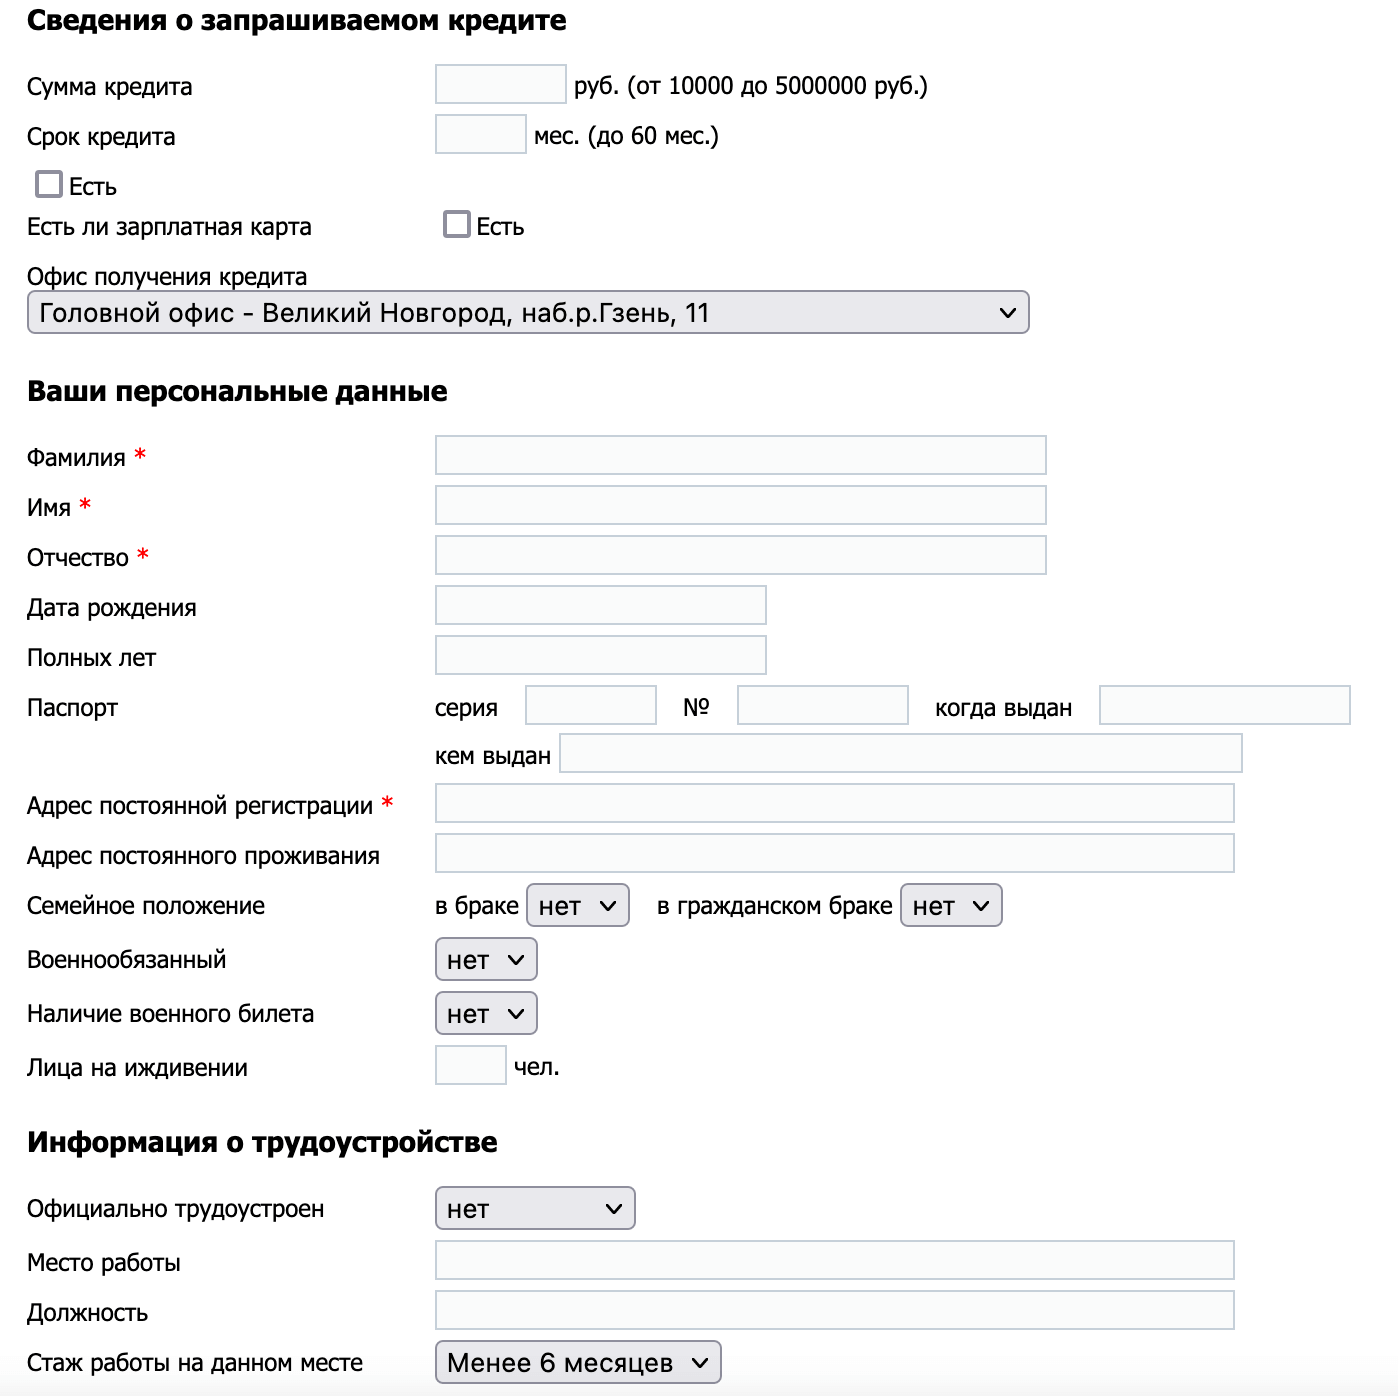 Сведения о запрашиваемом кредите
Сумма кредита руб. (от 10000 до 5000000 руб.)
Срок кредита мес. (до 60 мес.)
Есть
Есть ли зарплатная карта Есть
Офис получения кредита
Головной офис - Великий Новгород, наб.р.Гзень, 11
Ваши персональные данные
Фамилия *
Имя *
Отчество *
Дата рождения
Полных лет
Паспорт серия № когда выдан
кем выдан
Адрес постоянной регистрации *
Адрес постоянного проживания
Семейное положение в браке нет в гражданском браке нет
Военнообязанный нет
Наличие военного билета нет
Лица на иждивении чел.
Информация о трудоустройстве
Официально трудоустроен нет
Место работы
Должность
Стаж работы на данном месте Менее 6 месяцев